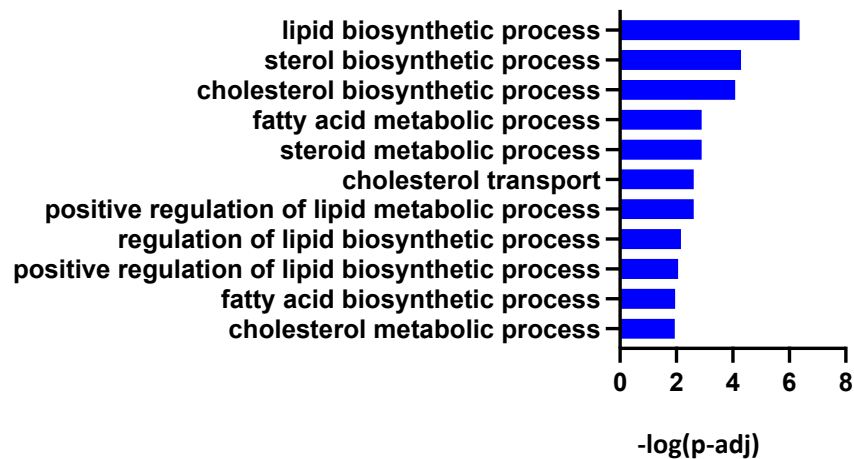 lipid biosynthetic process
sterol biosynthetic process
cholesterol biosynthetic process
fatty acid metabolic process
steroid metabolic process
cholesterol transport
positive regulation of lipid metabolic process
regulation of lipid biosynthetic process
positive regulation of lipid biosynthetic process
fatty acid biosynthetic process
cholesterol metabolic process
0 2 4 6 8
-log(p-adj)